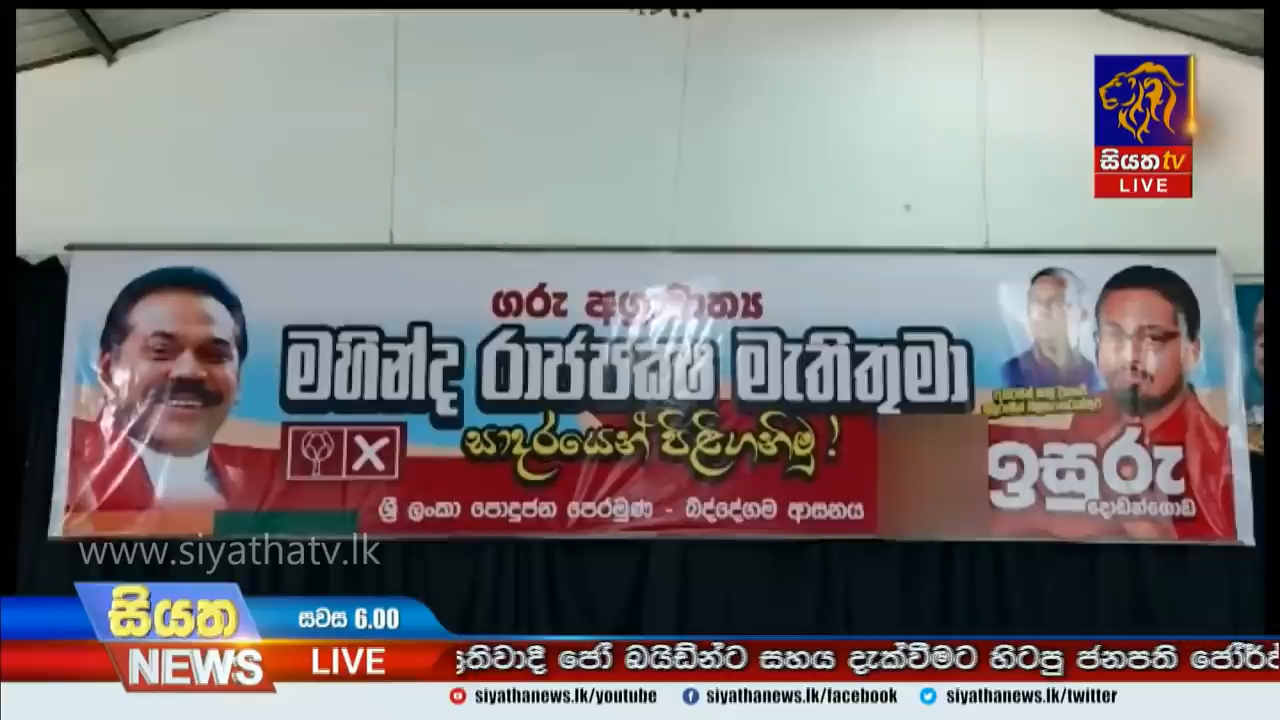 සියත tv
LIVE
ගරු අග්‍රාමාත්‍ය
මහින්ද රාජපක්ෂ මැතිතුමා
සාදරයෙන් පිළිගනිමු !
ශ්‍රී ලංකා පොදුජන පෙරමුණ - බද්දේගම ආසනය
ඉසුරු
දොඩන්ගොඩ
www.siyathatv.lk
සියත
NEWS
සවස 6.00
LIVE
ජෝ බයිඩ්න්ට සහය දැක්වීමට හිටපු ජනපති
siyathanews.lk/youtube
siyathanews.lk/facebook
siyathanews.lk/twitter